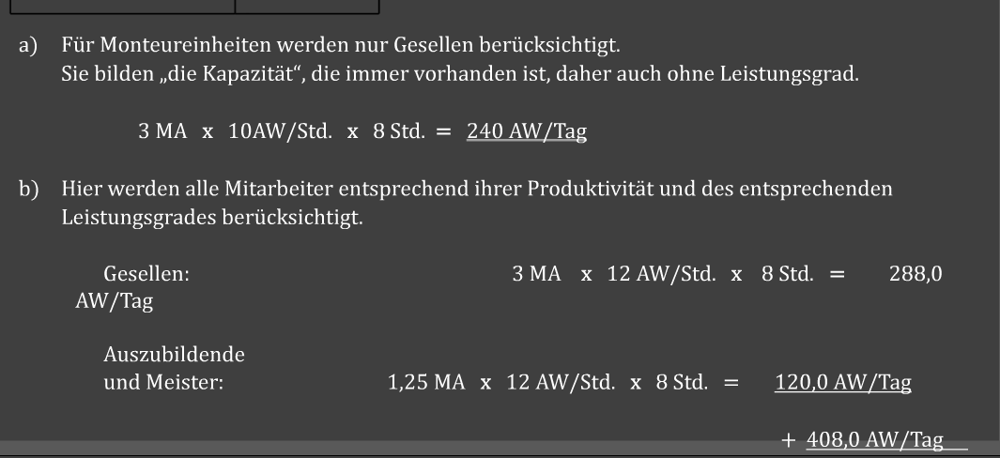 a) Für Monteureinheiten werden nur Gesellen berücksichtigt.
Sie bilden „die Kapazität“, die immer vorhanden ist, daher auch ohne Leistungsgrad.
3 MA x 10AW/Std. x 8 Std. = 240 AW/Tag
b) Hier werden alle Mitarbeiter entsprechend ihrer Produktivität und des entsprechenden
Leistungsgrades berücksichtigt.
Gesellen: 3 MA x 12 AW/Std. x 8 Std. = 288,0
AW/Tag
Auszubildende
und Meister: 1,25 MA x 12 AW/Std. x 8 Std. = 120,0 AW/Tag
+ 408,0 AW/Tag